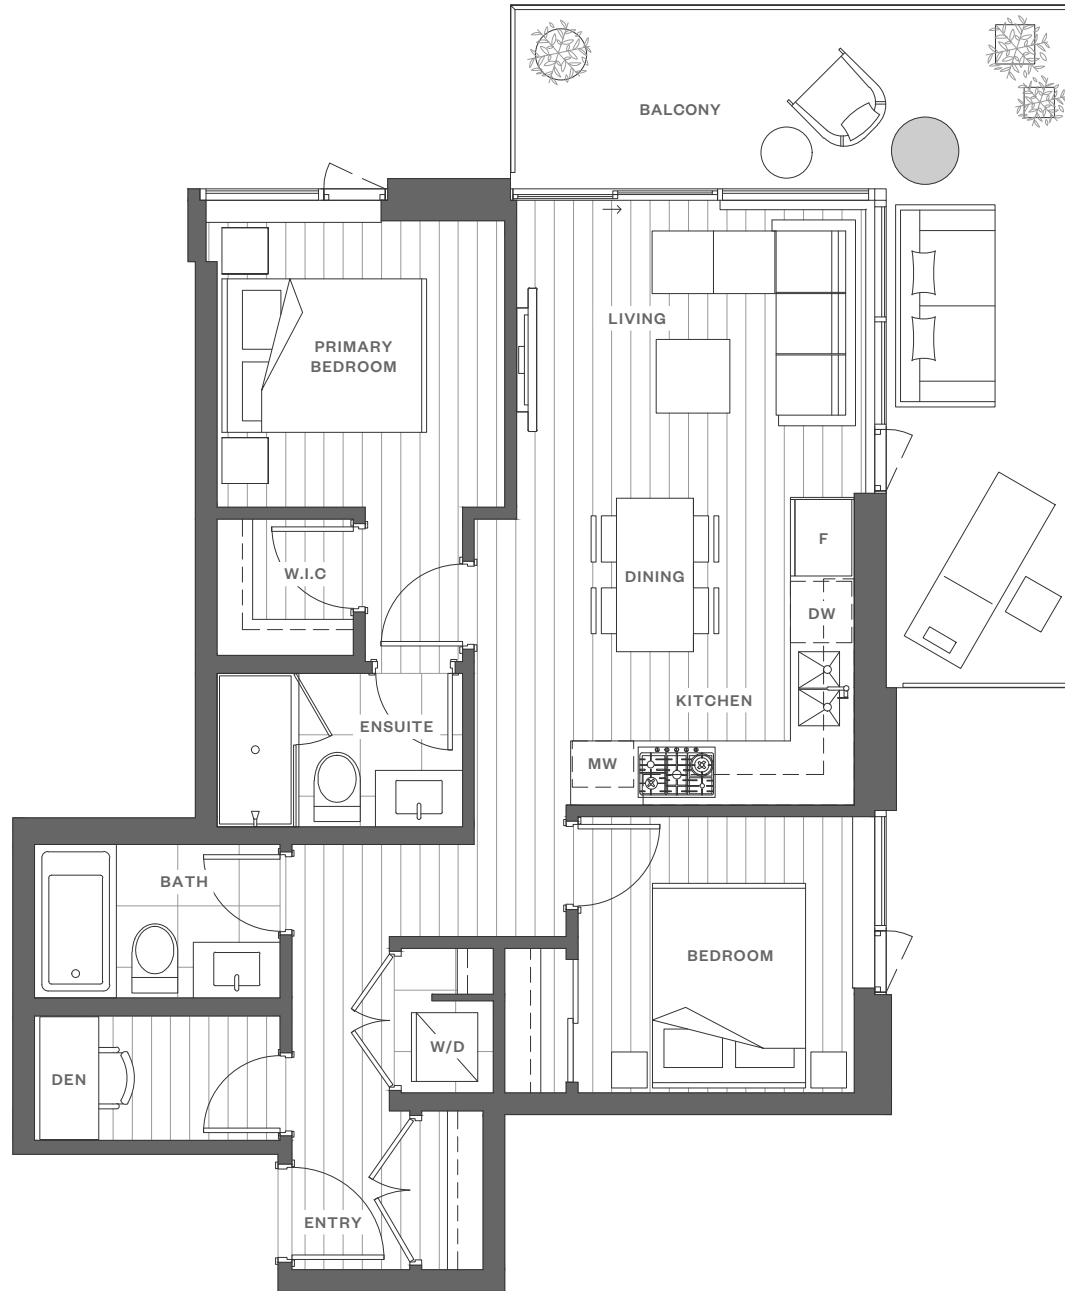 BALCONY
LIVING
PRIMARY
BEDROOM
F
W.I.C
DINING
DW
KITCHEN
ENSUITE
MW
BATH
BEDROOM
W/D
DEN
ENTRY